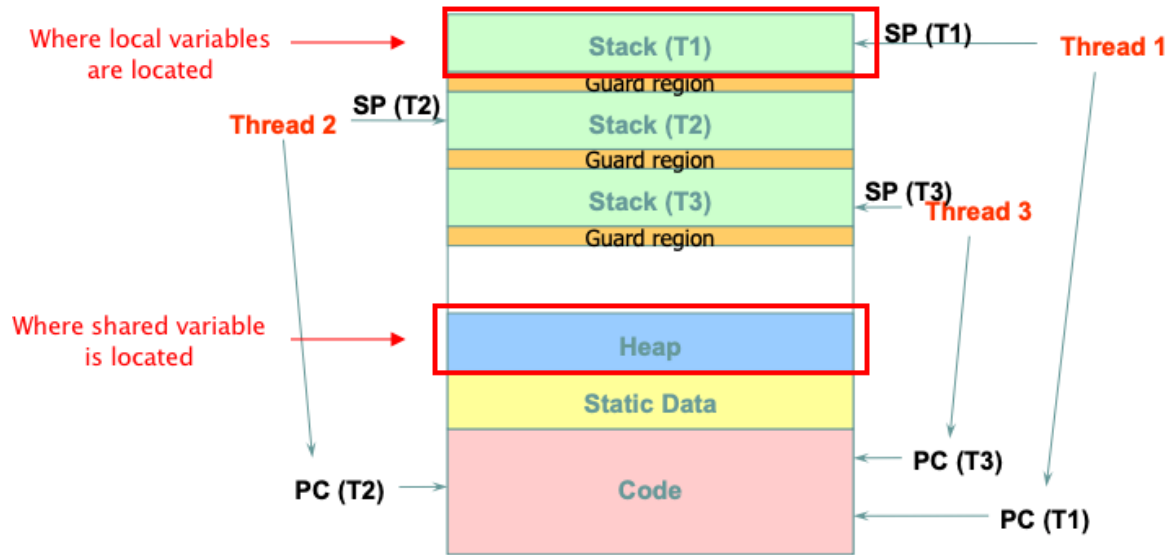 Where local variables
are located
Stack (T1)
SP (T1)
Thread 1
Guard region
SP (T2)
Thread 2
Stack (T2)
Guard region
Stack (T3)
SP (T3)
Thread 3
Guard region
Where shared variable
is located
Heap
Static Data
Code
PC (T3)
PC (T2)
PC (T1)